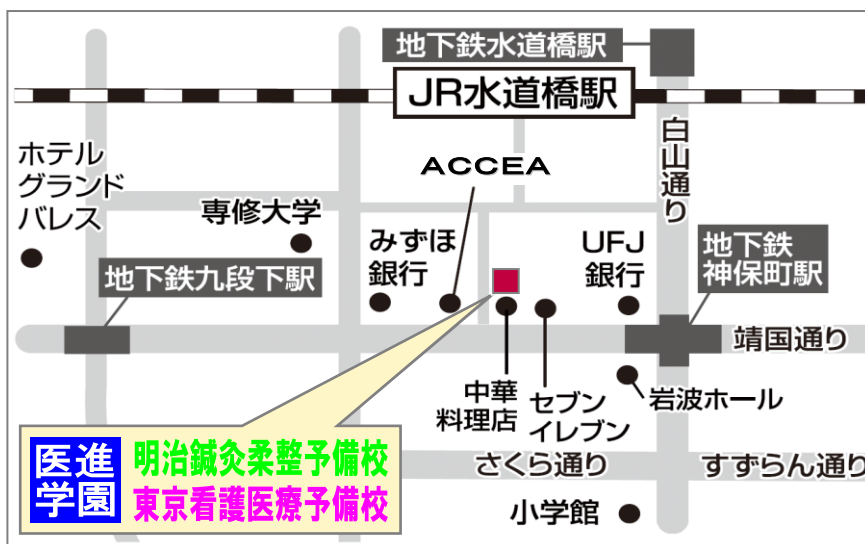 地下鉄水道橋駅
JR水道橋駅
白山通り
ホテル
グランド
パレス
専修大学
ACCEA
みずほ
銀行
UFJ
銀行
地下鉄
神保町駅
地下鉄九段下駅
靖国通り
中華
料理店
セブン
イレブン
岩波ホール
さくら通り
すずらん通り
小学館
医進
学園
明治鍼灸柔整予備校
東京看護医療予備校